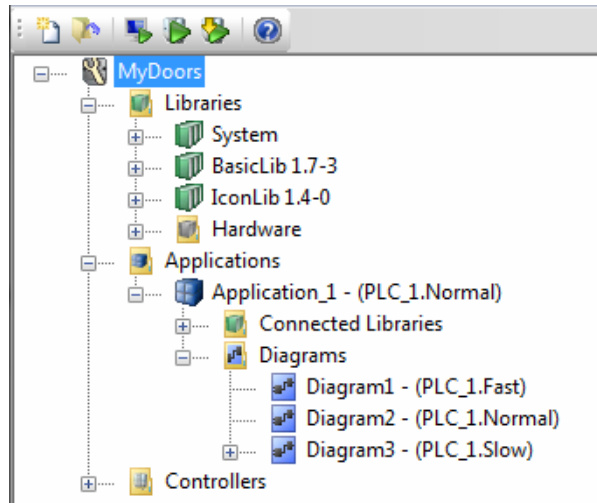 MyDoors
Libraries
System
BasicLib 1.7-3
IconLib 1.4-0
Hardware
Applications
Application_1 - (PLC_1.Normal)
Connected Libraries
Diagrams
Diagram1 - (PLC_1.Fast)
Diagram2 - (PLC_1.Normal)
Diagram3 - (PLC_1.Slow)
Controllers